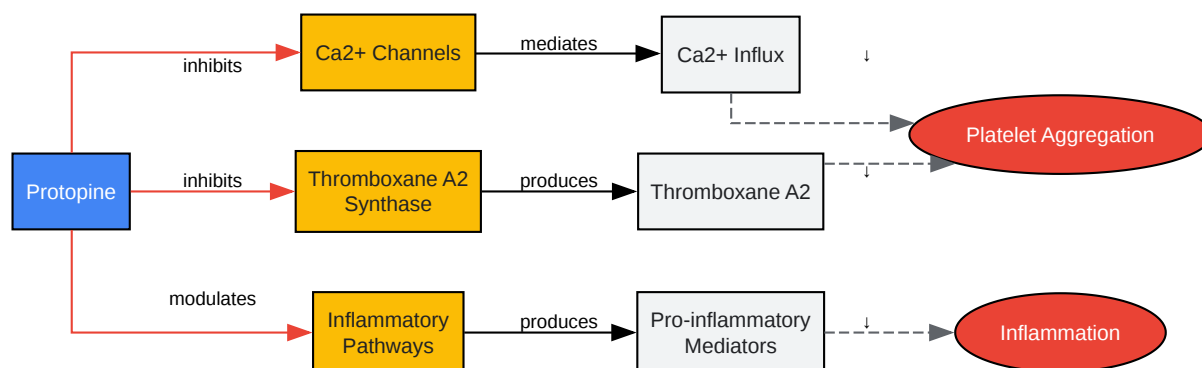 Ca2+ Channels
mediates
Ca2+ Influx
↓
inhibits
Platelet Aggregation
Protopine
inhibits
Thromboxane A2
Synthase
produces
Thromboxane A2
↓
modulates
Inflammatory
Pathways
produces
Pro-inflammatory
Mediators
↓
Inflammation